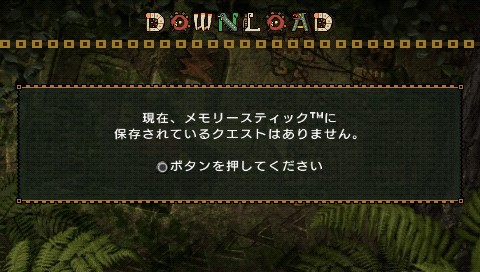 DOWNLOAD
現在、メモリースティック™に
保存されているクエストはありません。
○ボタンを押してください